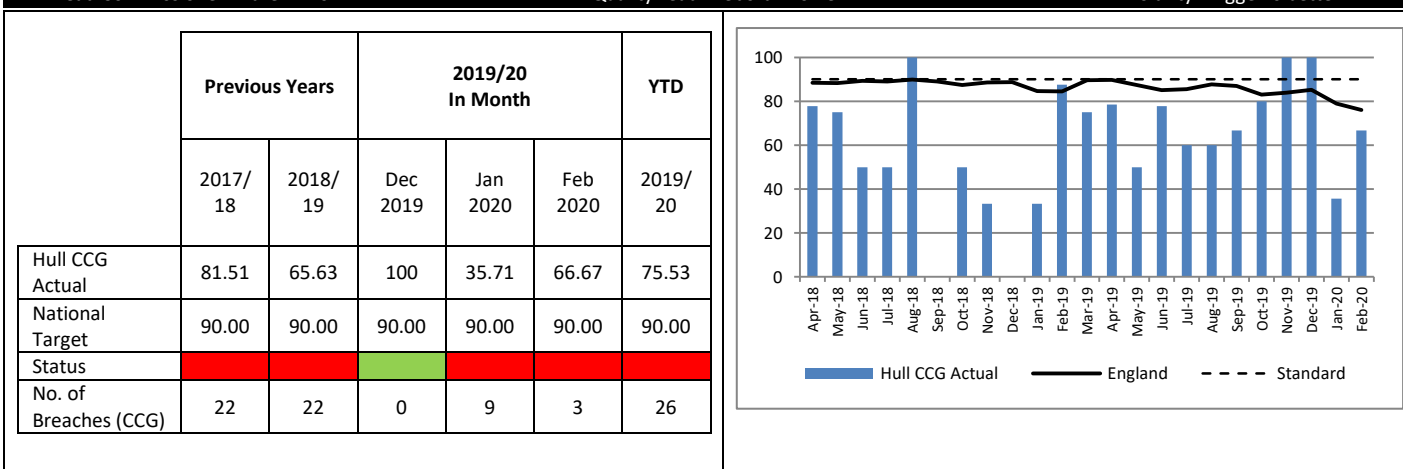 Previous Years
2019/20
In Month
YTD
2017/
18
2018/
19
Dec
2019
Jan
2020
Feb
2020
2019/
20
Hull CCG
Actual
81.51
65.63
100
35.71
66.67
75.53
National
Target
90.00
90.00
90.00
90.00
90.00
90.00
Status
No. of
Breaches (CCG)
22
22
0
9
3
26
100
80
60
40
20
0
Apr-18
May-18
Jun-18
Jul-18
Aug-18
Sep-18
Oct-18
Nov-18
Dec-18
Jan-19
Feb-19
Mar-19
Apr-19
May-19
Jun-19
Jul-19
Aug-19
Sep-19
Oct-19
Nov-19
Dec-19
Jan-20
Feb-20
Hull CCG Actual
England
Standard